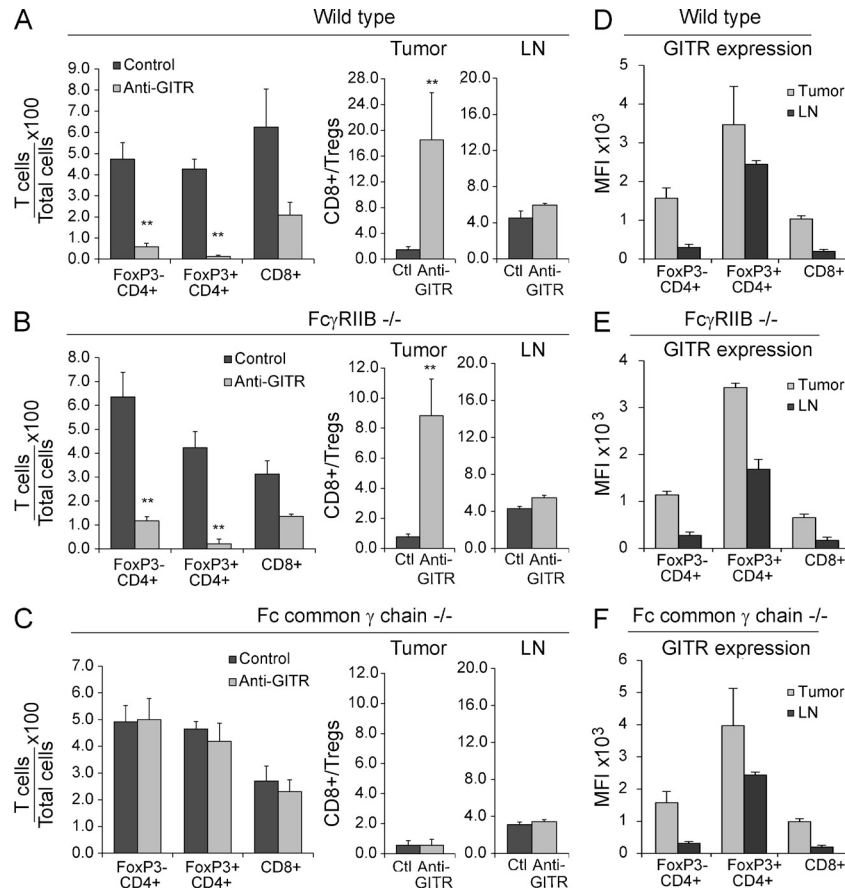 A
Wild type
Control
Anti-GITR
T cells
Total cells
x100
9.0
8.0
7.0
6.0
5.0
4.0
3.0
2.0
1.0
0.0
**
**
FoxP3-
CD4+
FoxP3+
CD4+
CD8+
Tumor
CD8+/Tregs
28.0
24.0
20.0
16.0
12.0
8.0
4.0
0.0
**
Ctl Anti-
GITR
LN
20.0
16.0
12.0
8.0
4.0
0.0
Ctl Anti-
GITR
D
Wild type
GITR expression
Tumor
LN
MFI x10³
5
4
3
2
1
0
FoxP3-
CD4+
FoxP3+
CD4+
CD8+
B
FcγRIIB -/-
Control
Anti-GITR
T cells
Total cells
x100
8.0
7.0
6.0
5.0
4.0
3.0
2.0
1.0
0.0
**
**
FoxP3-
CD4+
FoxP3+
CD4+
CD8+
Tumor
CD8+/Tregs
12.0
10.0
8.0
6.0
4.0
2.0
0.0
**
Ctl Anti-
GITR
LN
20.0
16.0
12.0
8.0
4.0
0.0
Ctl Anti-
GITR
E
FcγRIIB -/-
GITR expression
Tumor
LN
MFI x10³
4
3
2
1
0
FoxP3-
CD4+
FoxP3+
CD4+
CD8+
C
Fc common γ chain -/-
Control
Anti-GITR
T cells
Total cells
x100
7.0
6.0
5.0
4.0
3.0
2.0
1.0
0.0
FoxP3-
CD4+
FoxP3+
CD4+
CD8+
Tumor
CD8+/Tregs
12.0
10.0
8.0
6.0
4.0
2.0
0.0
Ctl Anti-
GITR
LN
20.0
16.0
12.0
8.0
4.0
0.0
Ctl Anti-
GITR
F
Fc common γ chain -/-
GITR expression
Tumor
LN
MFI x10³
6
5
4
3
2
1
0
FoxP3-
CD4+
FoxP3+
CD4+
CD8+